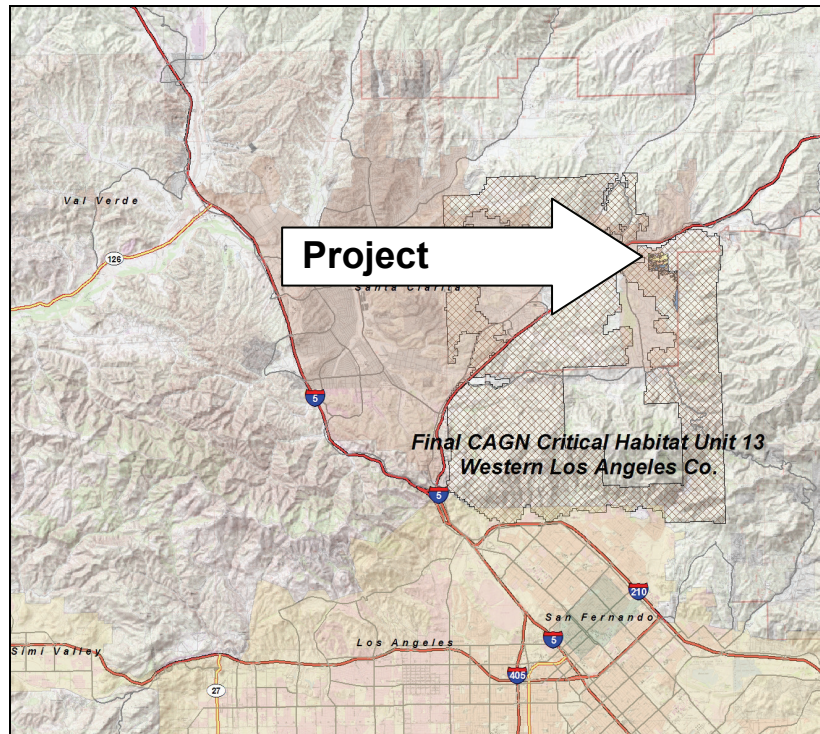 Val Verde
126
Project
Santa Clarita
5
Final CAGN Critical Habitat Unit 13
Western Los Angeles Co.
5
210
San Fernando
5
Los Angeles
Simi Valley
405
27